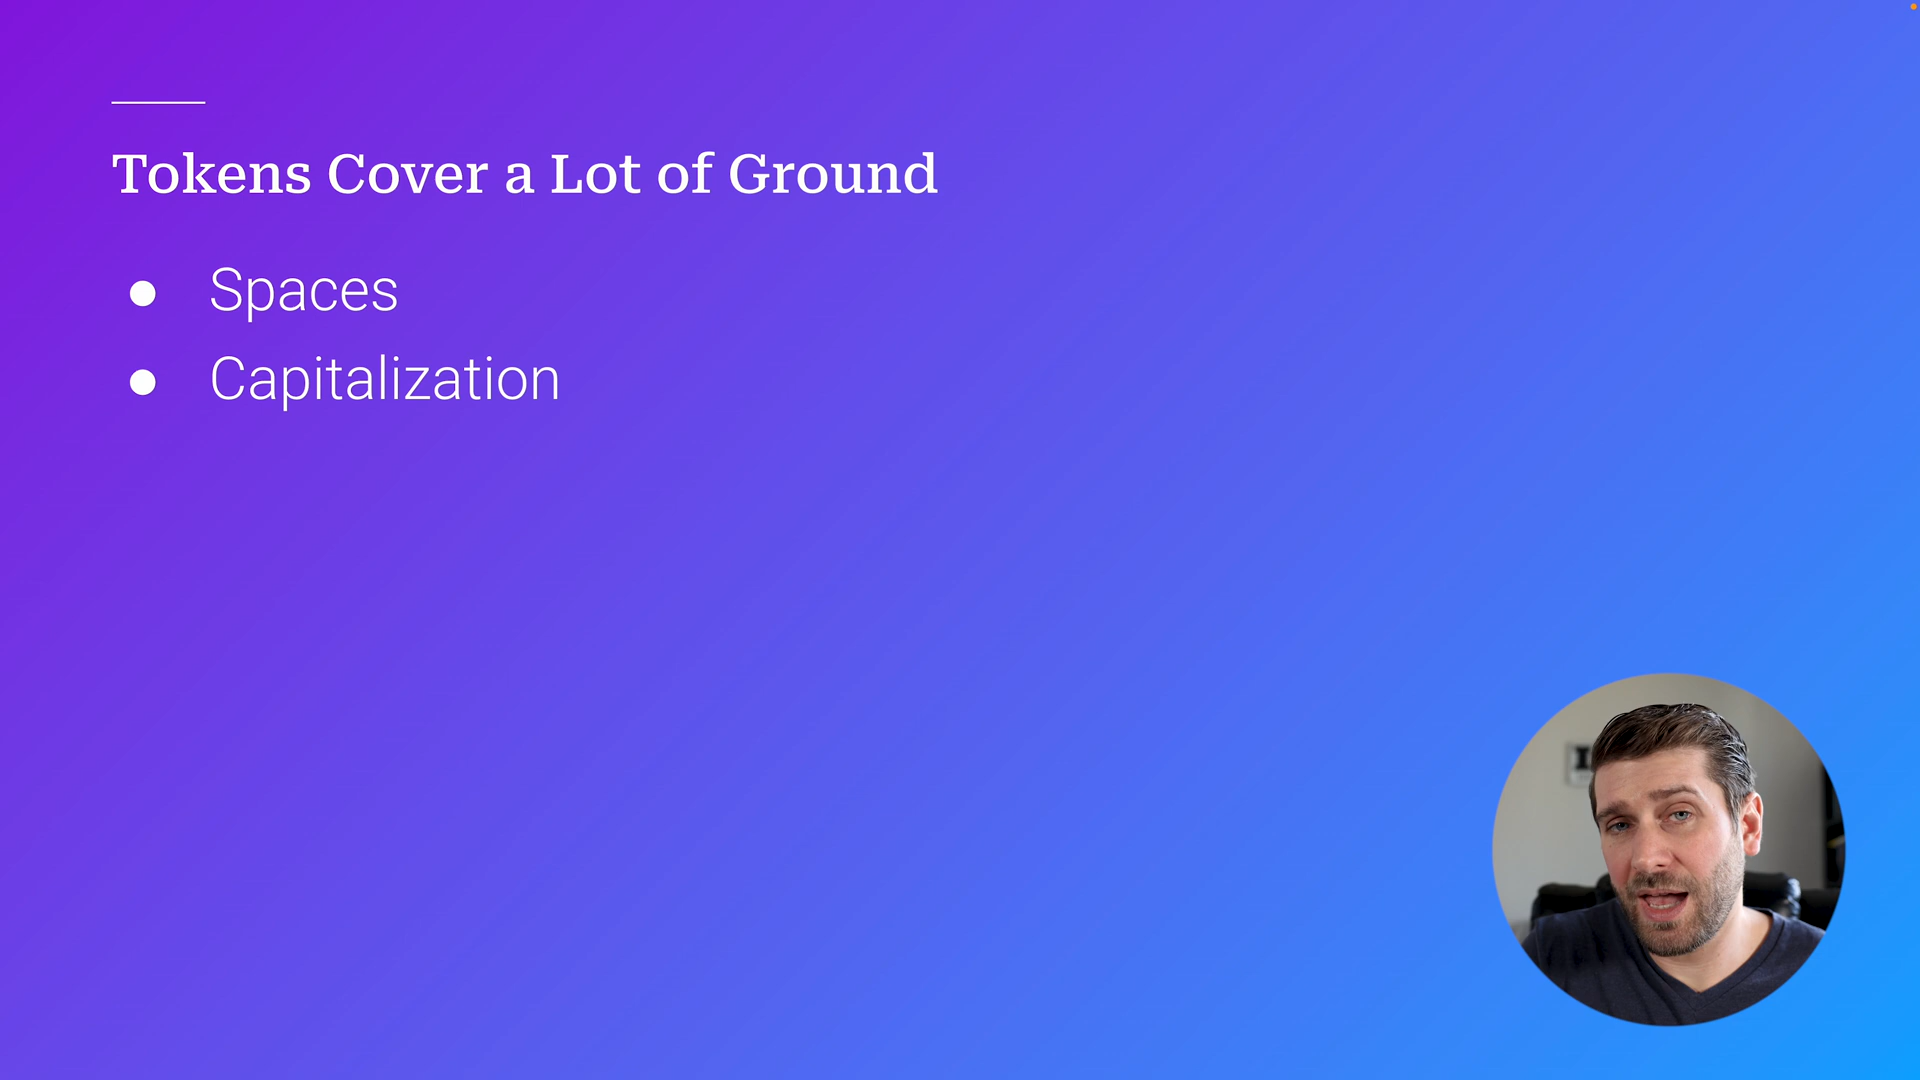 Tokens Cover a Lot of Ground
● Spaces
● Capitalization